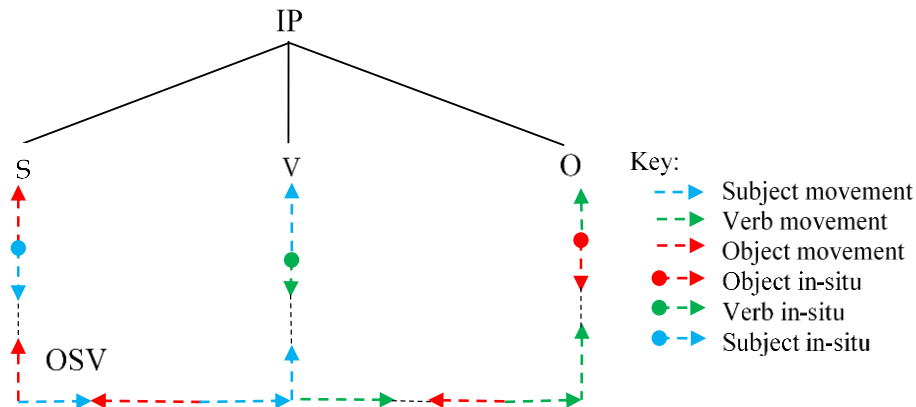 IP
S V O
Key:
Subject movement
Verb movement
Object movement
Object in-situ
Verb in-situ
Subject in-situ
OSV